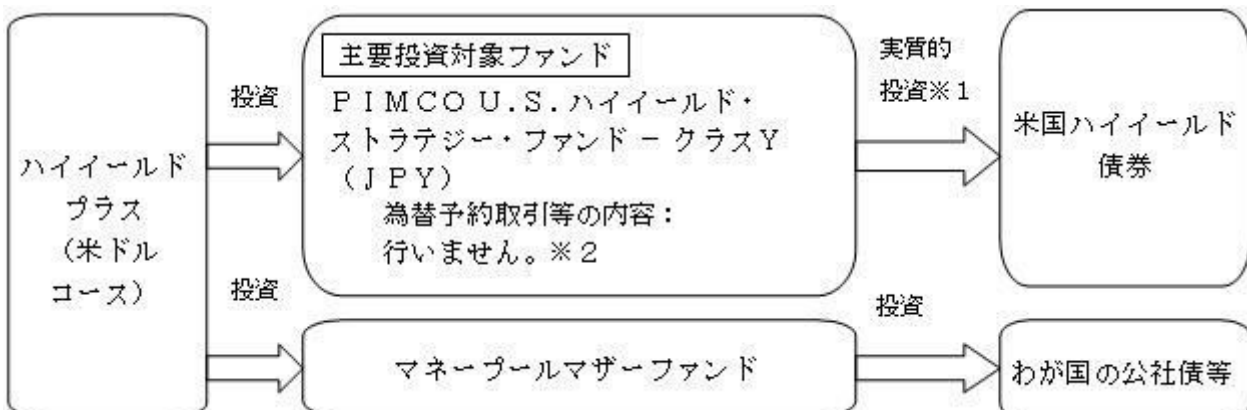 ハイイールド
プラス
(米ドル
コース)
投資
投資
主要投資対象ファンド
PIMCO U.S.ハイイールド・
ストラテジー・ファンド - クラスY
(JPY)
為替予約取引等の内容:
行いません。※2
マネープールマザーファンド
実質的
投資※1
投資
米国ハイイールド
債券
わが国の公社債等